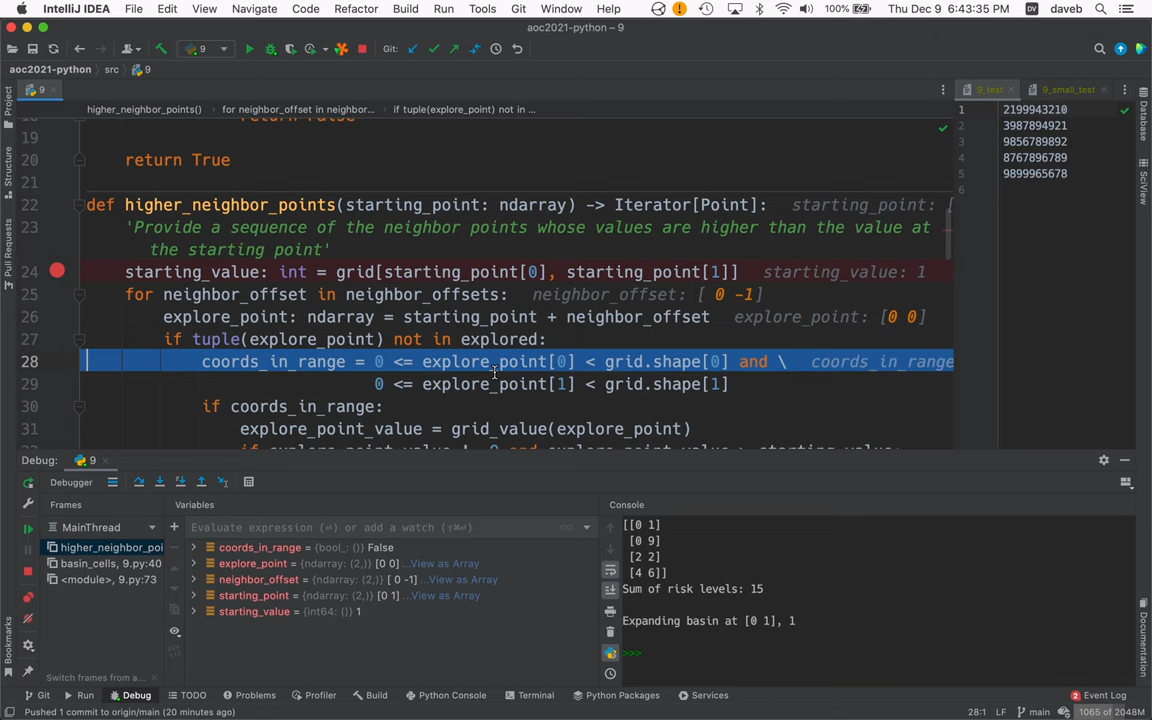 IntelliJ IDEA File Edit View Navigate Code Refactor Build Run Tools Git Window Help 100% Thu Dec 9 6:43:35 PM DV daveb
aoc2021-python – 9
9 Git:
aoc2021-python src 9
9 9_test 9_small_test
higher_neighbor_points() for neighbor_offset in neighbor... if tuple(explore_point) not in ...
19
20 return True
21
22 def higher_neighbor_points(starting_point: ndarray) -> Iterator[Point]: starting_point: [
23 'Provide a sequence of the neighbor points whose values are higher than the value at
the starting point'
24 starting_value: int = grid[starting_point[0], starting_point[1]] starting_value: 1
25 for neighbor_offset in neighbor_offsets: neighbor_offset: [ 0 -1]
26 explore_point: ndarray = starting_point + neighbor_offset explore_point: [0 0]
27 if tuple(explore_point) not in explored:
28 coords_in_range = 0 <= explore_point[0] < grid.shape[0] and \ coords_in_range
29 0 <= explore_point[1] < grid.shape[1]
30 if coords_in_range:
31 explore_point_value = grid_value(explore_point)
1 2199943210
2 3987894921
3 9856789892
4 8767896789
5 9899965678
6
Project
Structure
Pull Requests
Bookmarks
Database
SciView
Documentation
Debug: 9
Debugger
Frames Variables Console
MainThread
Evaluate expression (⏎) or add a watch (⇧⌘⏎)
higher_neighbor_poi
basin_cells, 9.py:40
<module>, 9.py:73
Switch frames from a...
coords_in_range = {bool_: ()} False
explore_point = {ndarray: (2,)} [0 0] ...View as Array
neighbor_offset = {ndarray: (2,)} [ 0 -1] ...View as Array
starting_point = {ndarray: (2,)} [0 1] ...View as Array
starting_value = {int64: ()} 1
[[0 1]
[0 9]
[2 2]
[4 6]]
Sum of risk levels: 15
Expanding basin at [0 1], 1
>>>
Git Run Debug TODO Problems Profiler Build Python Console Terminal Python Packages Services 2 Event Log
Pushed 1 commit to origin/main (20 minutes ago) 28:1 LF main 1065 of 2048M